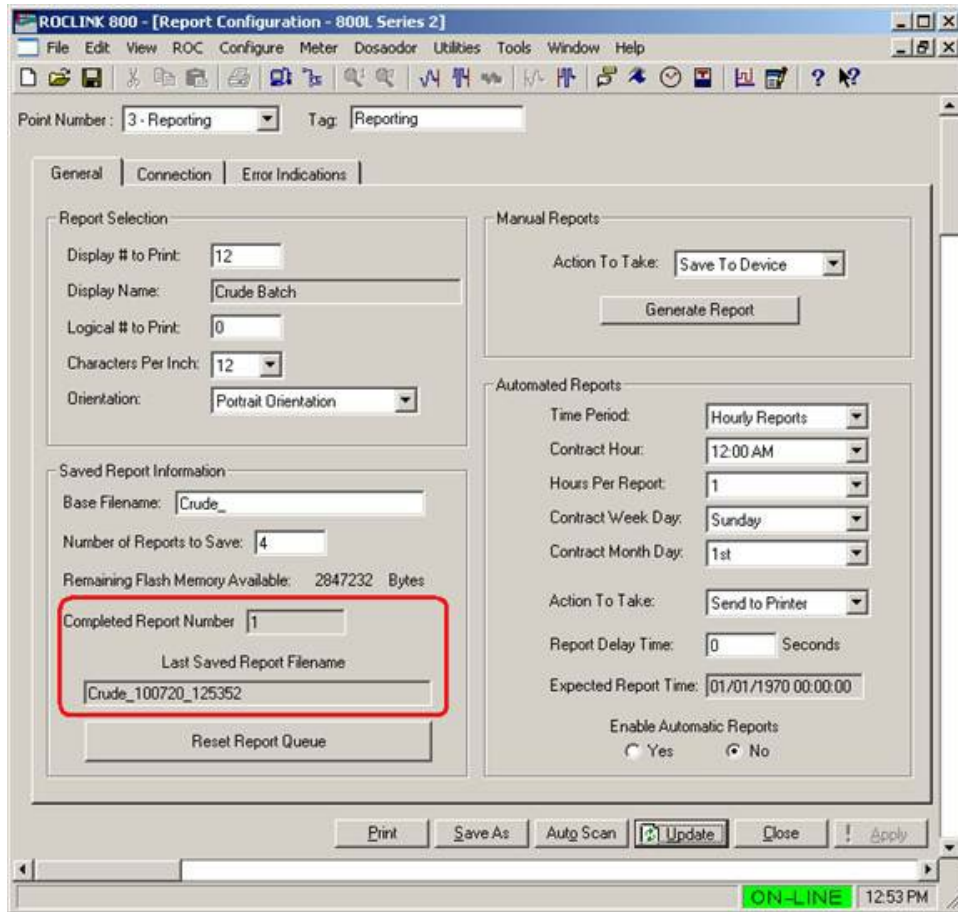 ROCLINK 800 - [Report Configuration - 800L Series 2]
File Edit View ROC Configure Meter Dosaodor Utilities Tools Window Help
Point Number : 3 - Reporting Tag: Reporting
General Connection Error Indications
Report Selection
Display # to Print: 12
Display Name: Crude Batch
Logical # to Print: 0
Characters Per Inch: 12
Orientation: Portrait Orientation
Saved Report Information
Base Filename: Crude_
Number of Reports to Save: 4
Remaining Flash Memory Available: 2847232 Bytes
Completed Report Number 1
Last Saved Report Filename
Crude_100720_125352
Reset Report Queue
Manual Reports
Action To Take: Save To Device
Generate Report
Automated Reports
Time Period: Hourly Reports
Contract Hour: 12:00 AM
Hours Per Report: 1
Contract Week Day: Sunday
Contract Month Day: 1st
Action To Take: Send to Printer
Report Delay Time: 0 Seconds
Expected Report Time: 01/01/1970 00:00:00
Enable Automatic Reports
Yes No
Print Save As Auto Scan Update Close ! Apply
ON-LINE 12:53 PM